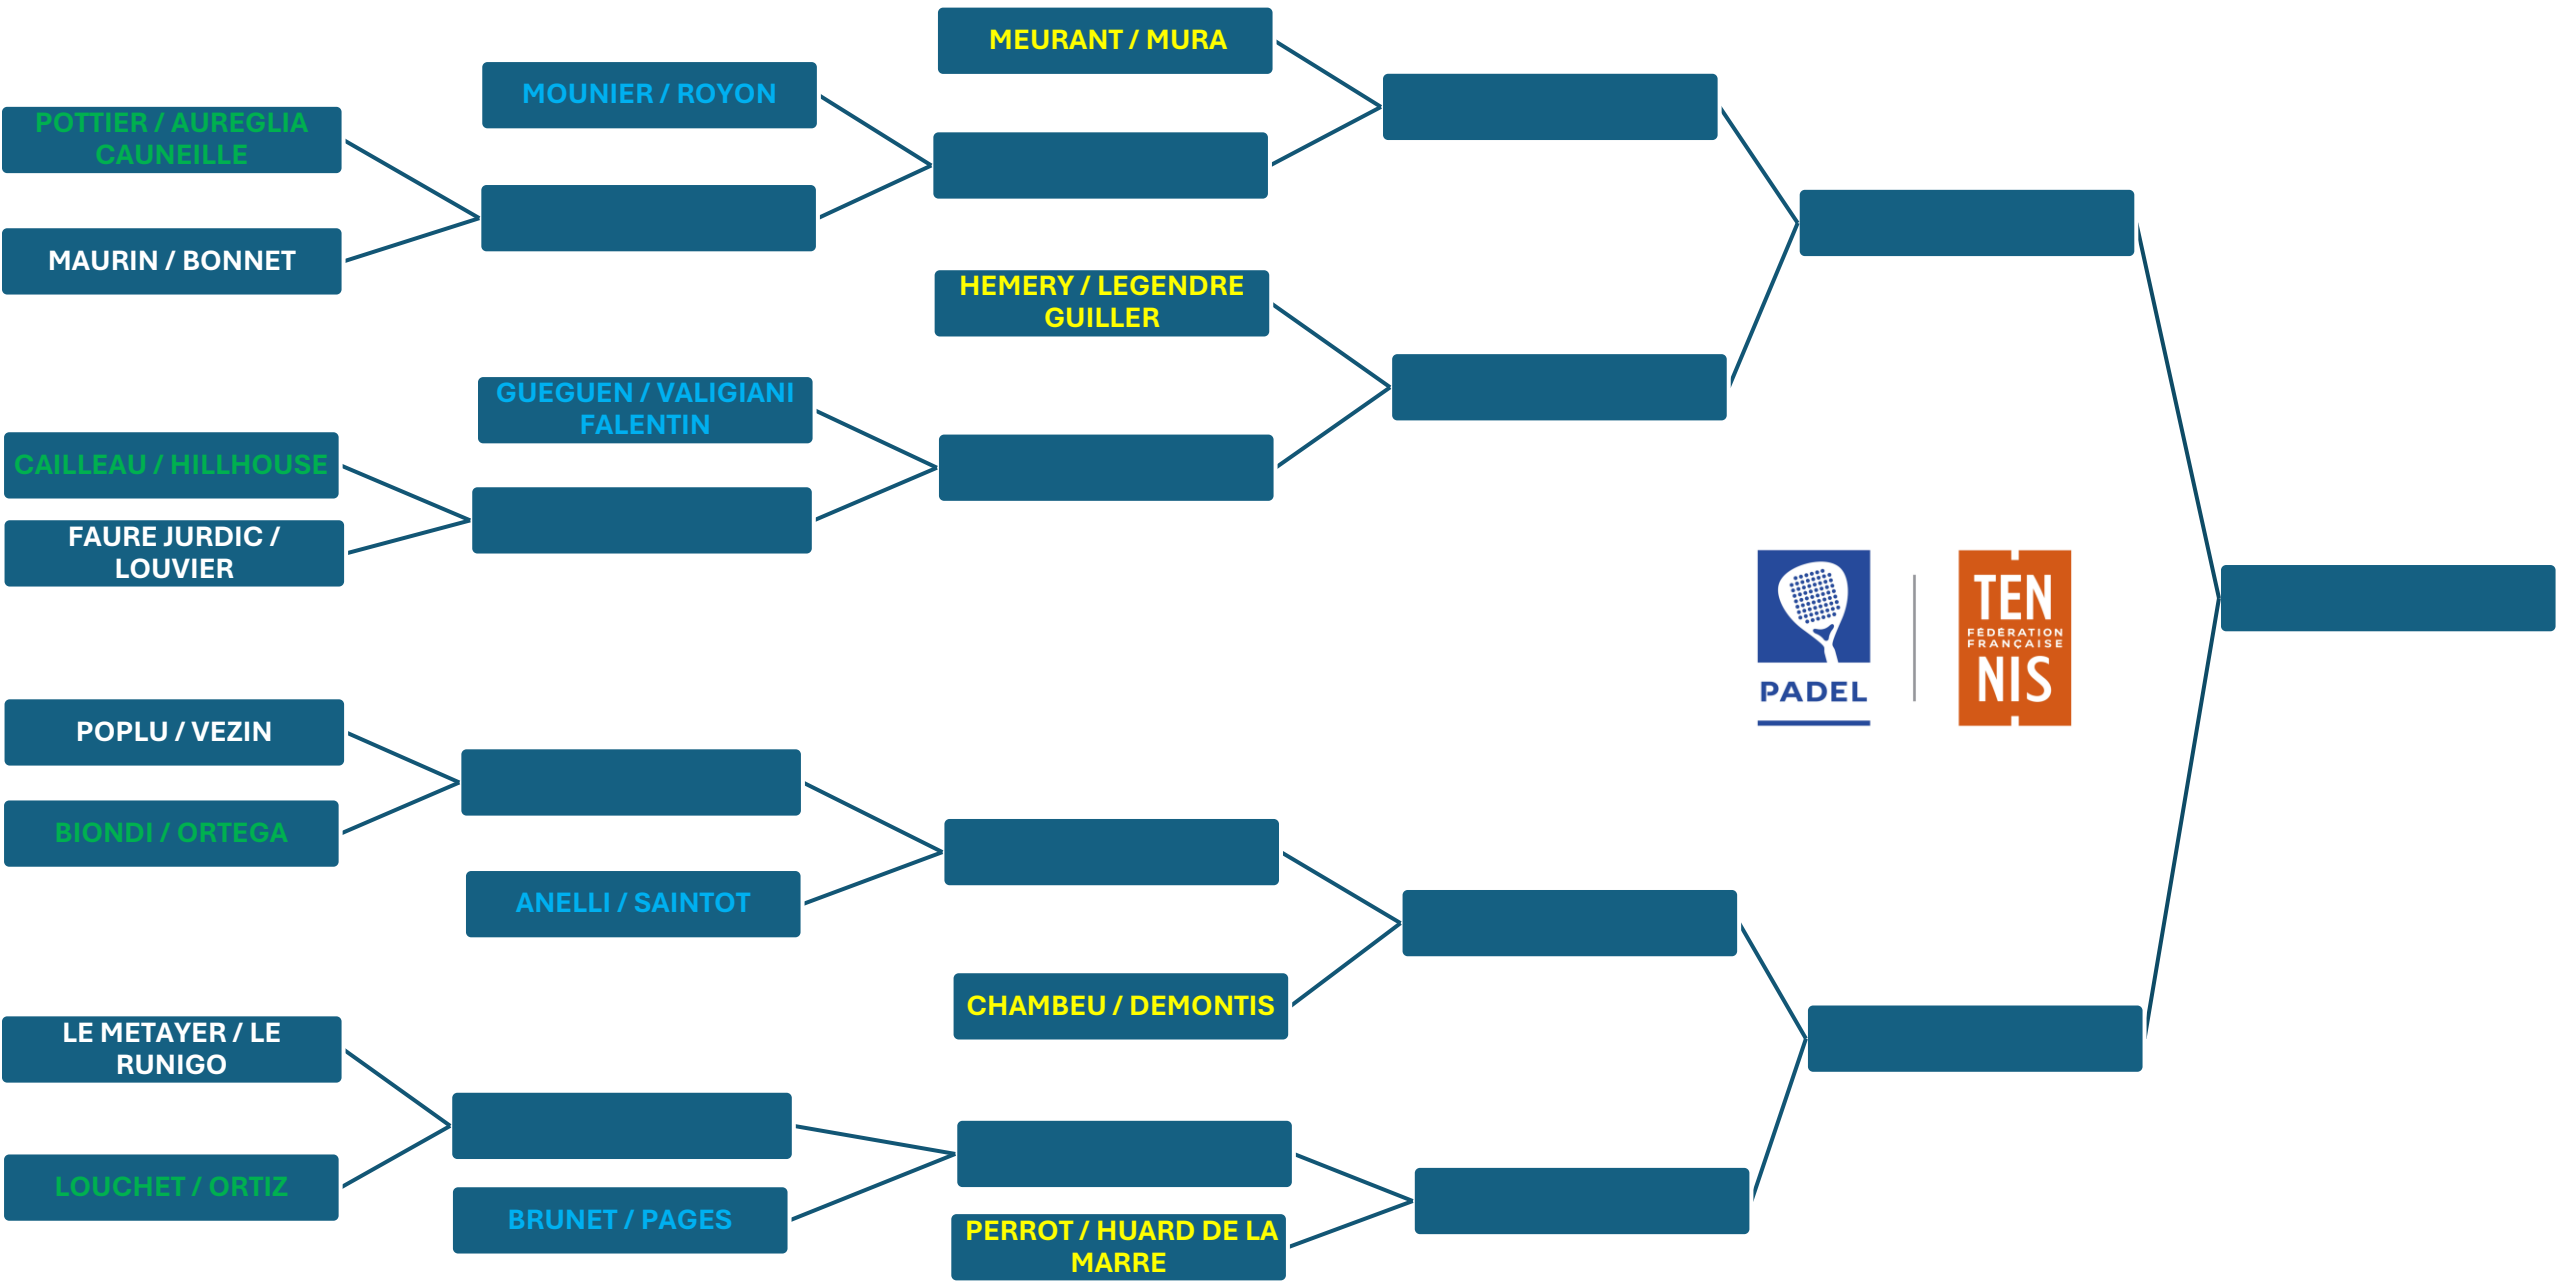 MEURANT / MURA
MOUNIER / ROYON
POTTIER / AUREGLIA
CAUNEILLE
MAURIN / BONNET
HEMERY / LEGENDRE
GUILLER
GUEGUEN / VALIGIANI
FALENTIN
CAILLEAU / HILLHOUSE
FAURE JURDIC /
LOUVIER
POPLU / VEZIN
BIONDI / ORTEGA
ANELLI / SAINTOT
CHAMBEU / DEMONTIS
LE METAYER / LE
RUNIGO
LOUCHET / ORTIZ
BRUNET / PAGES
PERROT / HUARD DE LA
MARRE
PADEL
TEN
FÉDÉRATION
FRANÇAISE
NIS